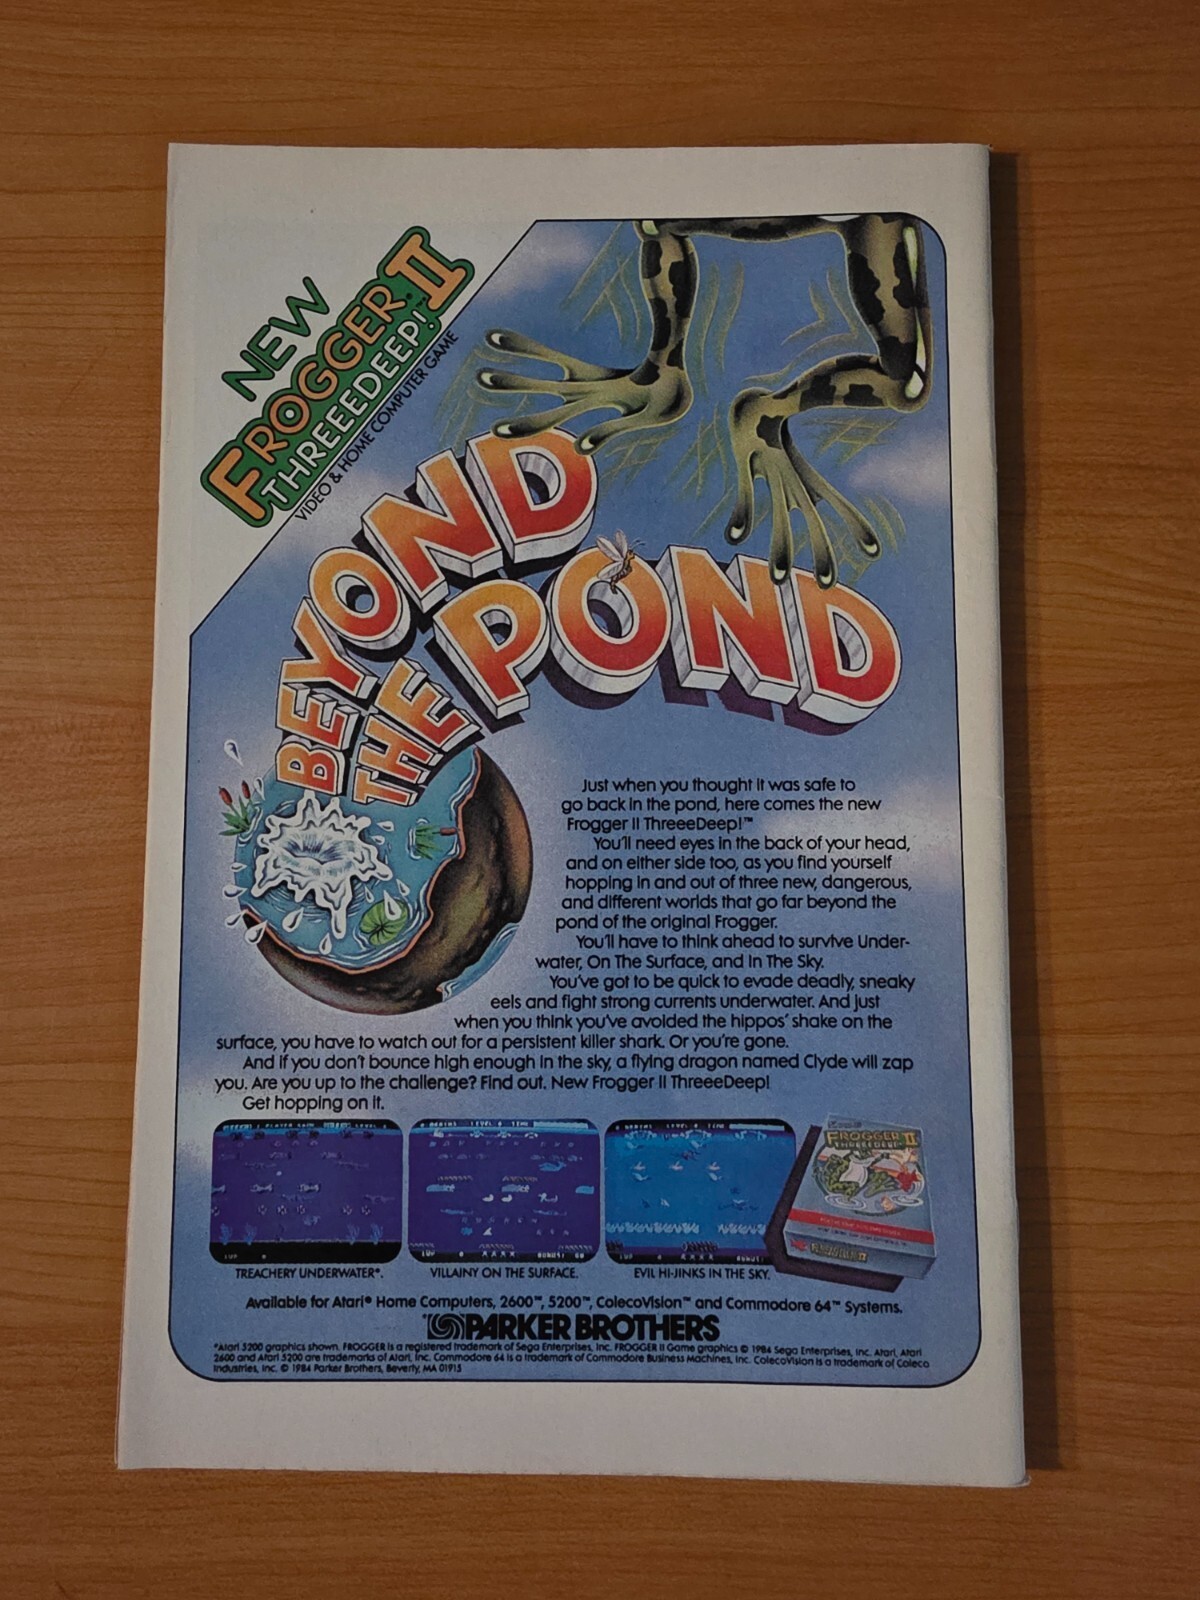 NEW
FROGGER II
THREEEDEEP!
VIDEO & HOME COMPUTER GAME
BEYOND
THE POND
Just when you thought it was safe to
go back in the pond, here comes the new
Frogger II ThreeeDeep!™
You'll need eyes in the back of your head,
and on either side too, as you find yourself
hopping in and out of three new, dangerous,
and different worlds that go far beyond the
pond of the original Frogger.
You'll have to think ahead to survive Under-
water, On The Surface, and In The Sky.
You've got to be quick to evade deadly, sneaky
eels and fight strong currents underwater. And just
when you think you've avoided the hippos' shake on the
surface, you have to watch out for a persistent killer shark. Or you're gone.
And if you don't bounce high enough in the sky, a flying dragon named Clyde will zap
you. Are you up to the challenge? Find out. New Frogger II ThreeeDeep!
Get hopping on it.
FROGGER II
THREEEDEEP!
TREACHERY UNDERWATER*.
VILLAINY ON THE SURFACE.
EVIL HI-JINKS IN THE SKY.
Available for Atari® Home Computers, 2600™, 5200™, ColecoVision™ and Commodore 64™ Systems.
PARKER BROTHERS
*Atari 5200 graphics shown. FROGGER is a registered trademark of Sega Enterprises, Inc. FROGGER II Game graphics © 1984 Sega Enterprises, Inc. Atari, Atari
2600 and Atari 5200 are trademarks of Atari, Inc. Commodore 64 is a trademark of Commodore Business Machines, Inc. ColecoVision is a trademark of Coleco
Industries, Inc. © 1984 Parker Brothers, Beverly, MA 01915